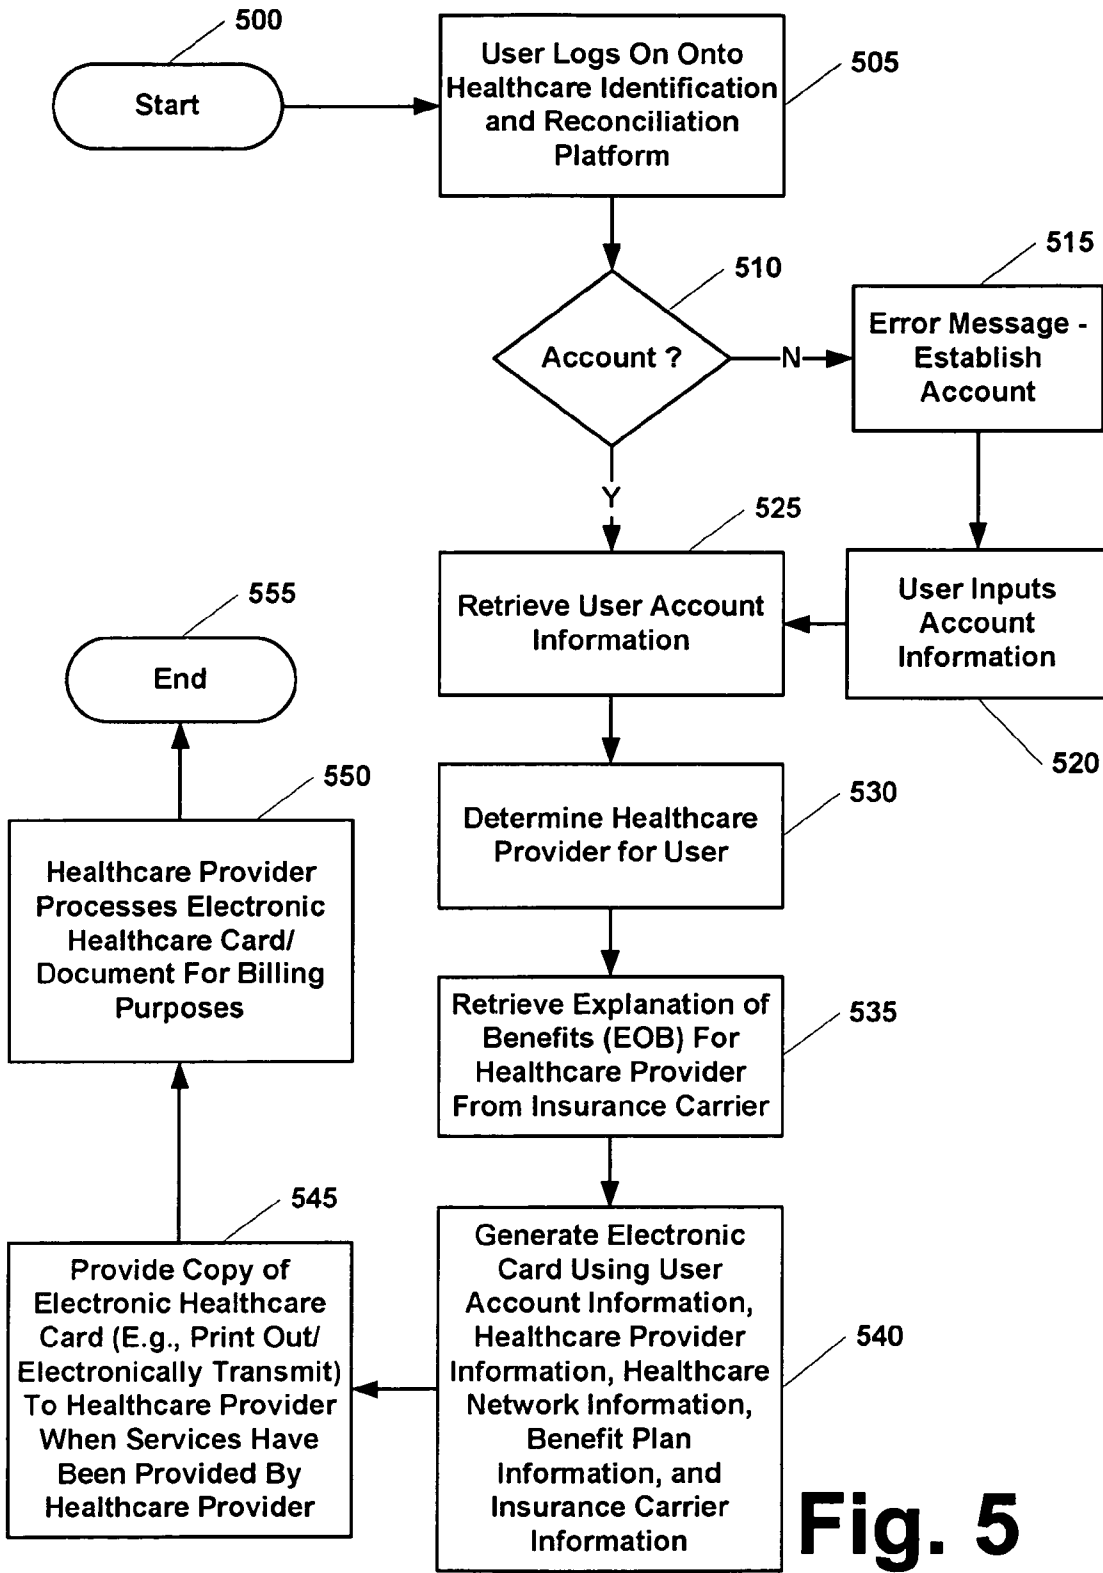 500
Start
User Logs On Onto
Healthcare Identification
and Reconciliation
Platform
505
510
Account ?
N
515
Error Message -
Establish
Account
Y
525
Retrieve User Account
Information
User Inputs
Account
Information
520
555
End
530
Determine Healthcare
Provider for User
550
Healthcare Provider
Processes Electronic
Healthcare Card/
Document For Billing
Purposes
535
Retrieve Explanation of
Benefits (EOB) For
Healthcare Provider
From Insurance Carrier
545
Provide Copy of
Electronic Healthcare
Card (E.g., Print Out/
Electronically Transmit)
To Healthcare Provider
When Services Have
Been Provided By
Healthcare Provider
Generate Electronic
Card Using User
Account Information,
Healthcare Provider
Information, Healthcare
Network Information,
Benefit Plan
Information, and
Insurance Carrier
Information
540
Fig. 5